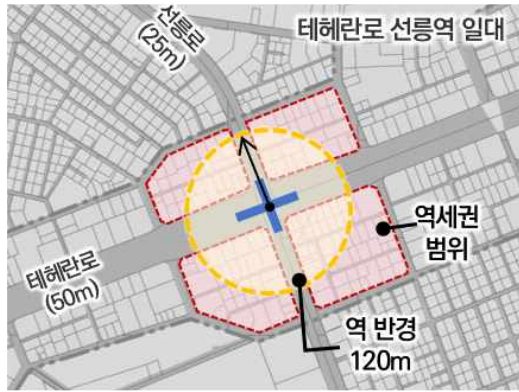 테헤란로 선릉역 일대
선릉로
(25m)
역세권
범위
테헤란로
(50m)
역 반경
120m